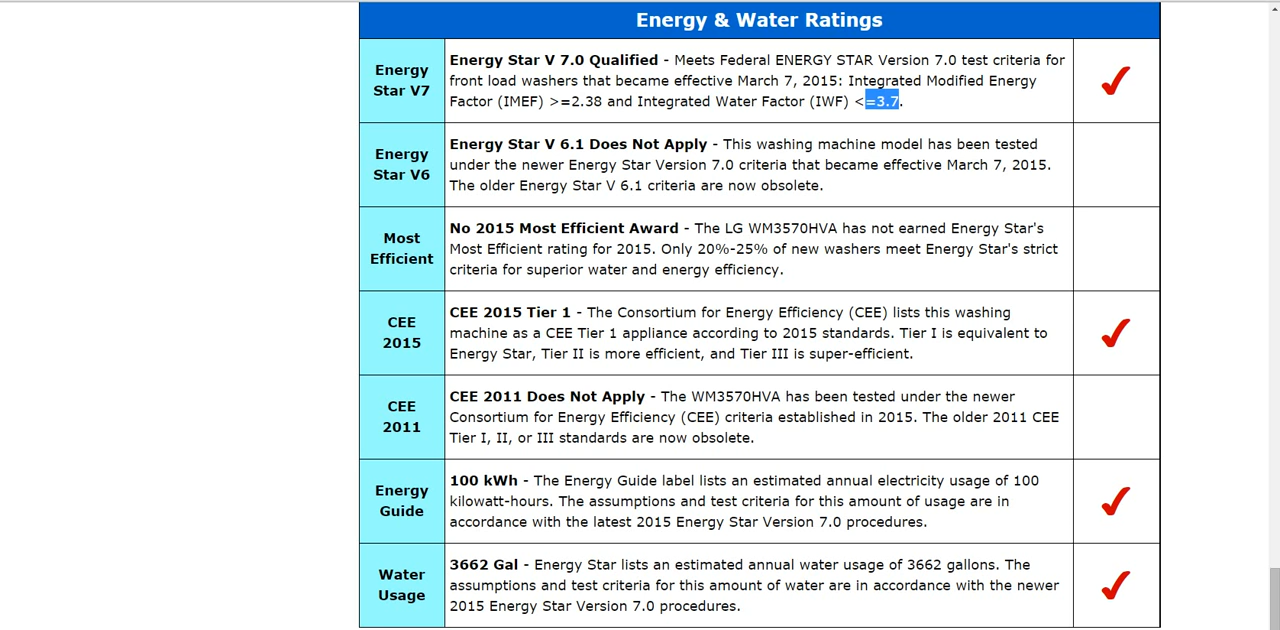 Energy & Water Ratings
Energy
Star V7
Energy Star V 7.0 Qualified - Meets Federal ENERGY STAR Version 7.0 test criteria for
front load washers that became effective March 7, 2015: Integrated Modified Energy
Factor (IMEF) >=2.38 and Integrated Water Factor (IWF) <=3.7.
Energy
Star V6
Energy Star V 6.1 Does Not Apply - This washing machine model has been tested
under the newer Energy Star Version 7.0 criteria that became effective March 7, 2015.
The older Energy Star V 6.1 criteria are now obsolete.
Most
Efficient
No 2015 Most Efficient Award - The LG WM3570HVA has not earned Energy Star's
Most Efficient rating for 2015. Only 20%-25% of new washers meet Energy Star's strict
criteria for superior water and energy efficiency.
CEE
2015
CEE 2015 Tier 1 - The Consortium for Energy Efficiency (CEE) lists this washing
machine as a CEE Tier 1 appliance according to 2015 standards. Tier I is equivalent to
Energy Star, Tier II is more efficient, and Tier III is super-efficient.
CEE
2011
CEE 2011 Does Not Apply - The WM3570HVA has been tested under the newer
Consortium for Energy Efficiency (CEE) criteria established in 2015. The older 2011 CEE
Tier I, II, or III standards are now obsolete.
Energy
Guide
100 kWh - The Energy Guide label lists an estimated annual electricity usage of 100
kilowatt-hours. The assumptions and test criteria for this amount of usage are in
accordance with the latest 2015 Energy Star Version 7.0 procedures.
Water
Usage
3662 Gal - Energy Star lists an estimated annual water usage of 3662 gallons. The
assumptions and test criteria for this amount of water are in accordance with the newer
2015 Energy Star Version 7.0 procedures.